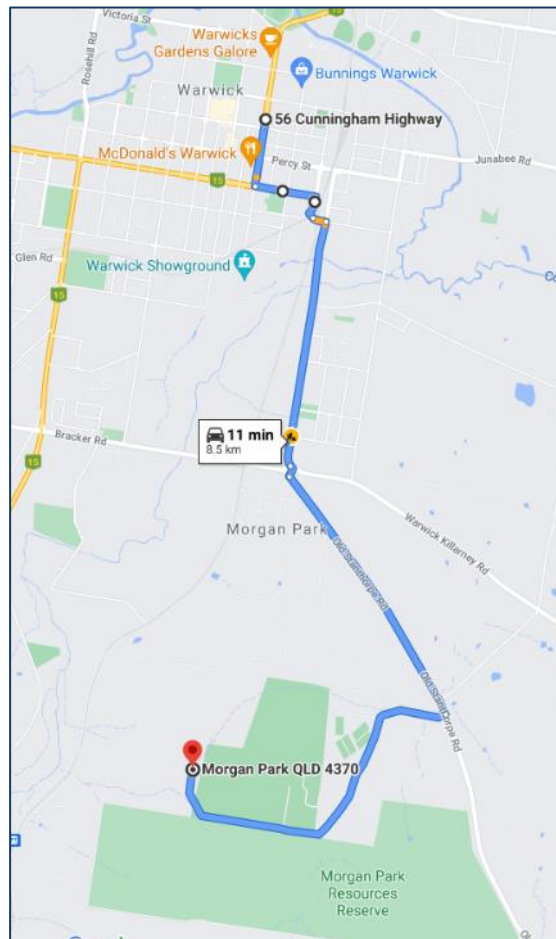 Victoria St
Warwicks
Gardens Galore
Rosehill Rd
Bunnings Warwick
Warwick
56 Cunningham Highway
McDonald's Warwick
Percy St
Junabee Rd
15
Glen Rd
Warwick Showground
15
11 min
8.5 km
Bracker Rd
15
Warwick Killarney Rd
Morgan Park
Old Stanthorpe Rd
Old Stanthorpe Rd
Morgan Park QLD 4370
Morgan Park
Resources
Reserve